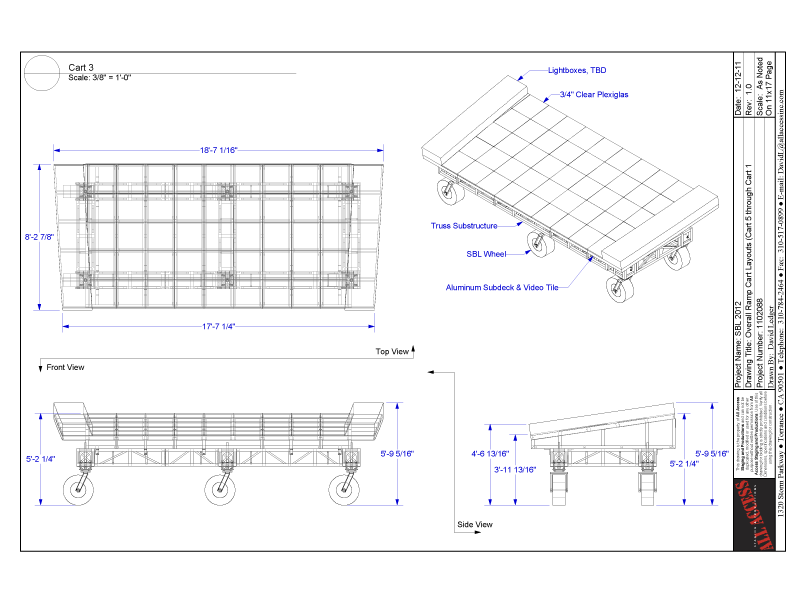 Cart 3
Scale: 3/8" = 1'-0"
Lightboxes, TBD
3/4" Clear Plexiglas
18'-7 1/16"
8'-2 7/8"
17'-7 1/4"
Truss Substructure
SBL Wheel
Aluminum Subdeck & Video Tile
Top View
Front View
5'-2 1/4"
5'-9 5/16"
4'-6 13/16"
3'-11 13/16"
5'-2 1/4"
5'-9 5/16"
Side View
Date: 12-12-11
Rev: 1.0
Scale: As Noted
On 11x17 Page
Project Name: SBL 2012
Drawing Title: Overall Ramp Cart Layouts (Cart 5 through Cart 1
Project Number: 1102088
Drawn By: David Ledger
ALL ACCESS
1320 Storm Parkway ● Torrance ● CA 90501 ● Telephone: 310-784-2464 ● Fax: 310-517-0899 ● E-mail: DavidL@allaccessinc.com